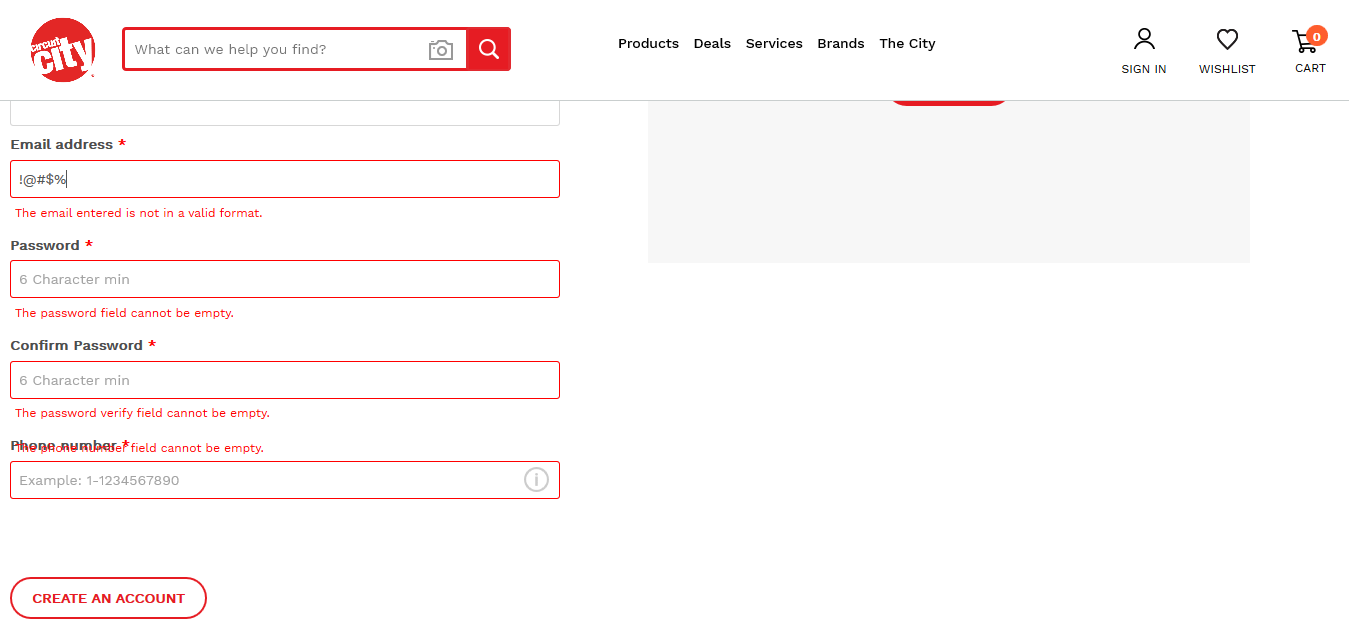 circuit
city
What can we help you find?
Products Deals Services Brands The City
SIGN IN
WISHLIST
0
CART
Email address *
!@#$%
The email entered is not in a valid format.
Password *
6 Character min
The password field cannot be empty.
Confirm Password *
6 Character min
The password verify field cannot be empty.
Phone number *
The phone number field cannot be empty.
Example: 1-1234567890
CREATE AN ACCOUNT